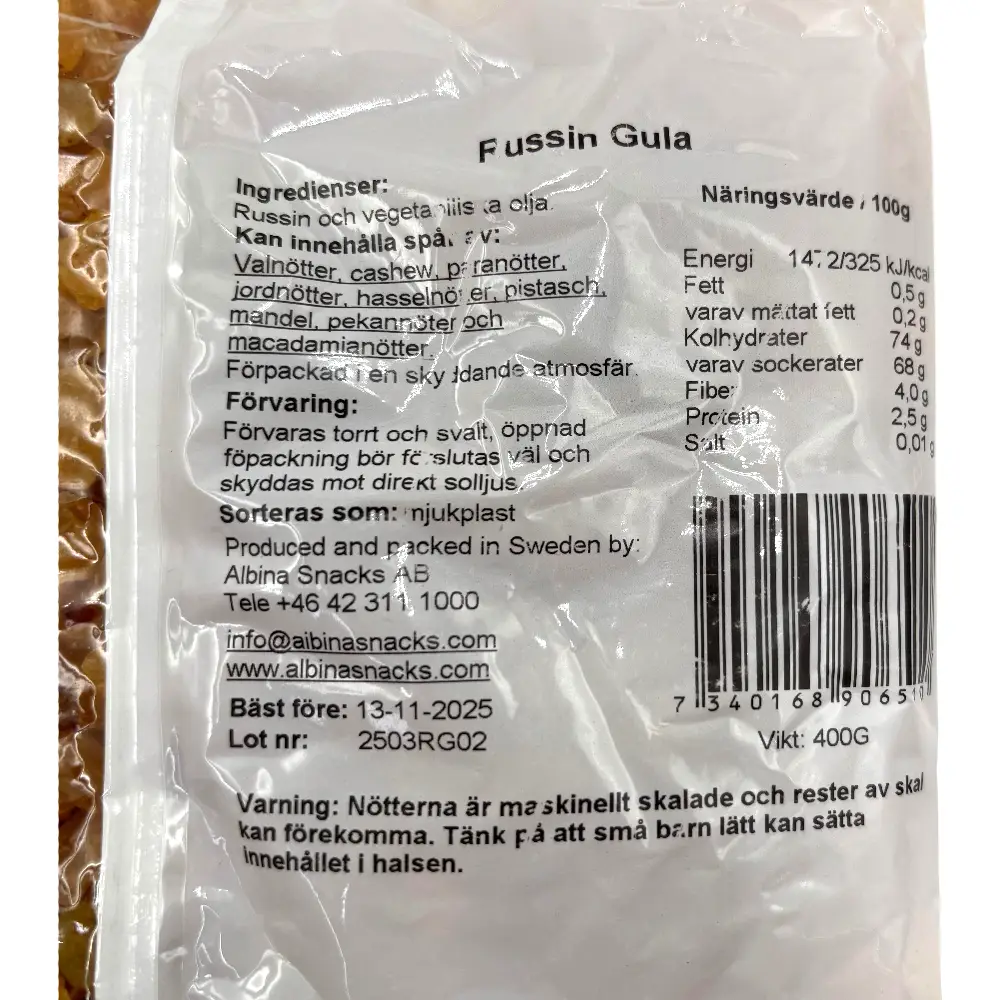 Russin Gula
Ingredienser:
Russin och vegetabiliska olja.
Kan innehålla spår av:
Valnötter, cashew, paranötter,
jordnötter, hasselnötter, pistasch,
mandel, pekannöter och
macadamianötter.
Förpackad i en skyddande atmosfär.
Förvaring:
Förvaras torrt och svalt, öppnad
föpackning bör förslutas väl och
skyddas mot direkt solljus.
Sorteras som: mjukplast
Produced and packed in Sweden by:
Albina Snacks AB
Tele +46 42 311 1000
info@albinasnacks.com
www.albinasnacks.com
Bäst före: 13-11-2025
Lot nr: 2503RG02
Näringsvärde / 100g
Energi 1472/325 kJ/kcal
Fett 0,5 g
varav mättat fett 0,2 g
Kolhydrater 74 g
varav sockerater 68 g
Fiber 4,0 g
Protein 2,5 g
Salt 0,01 g
7 340168 90651
Vikt: 400G
Varning: Nötterna är maskinellt skalade och rester av skal
kan förekomma. Tänk på att små barn lätt kan sätta
innehållet i halsen.